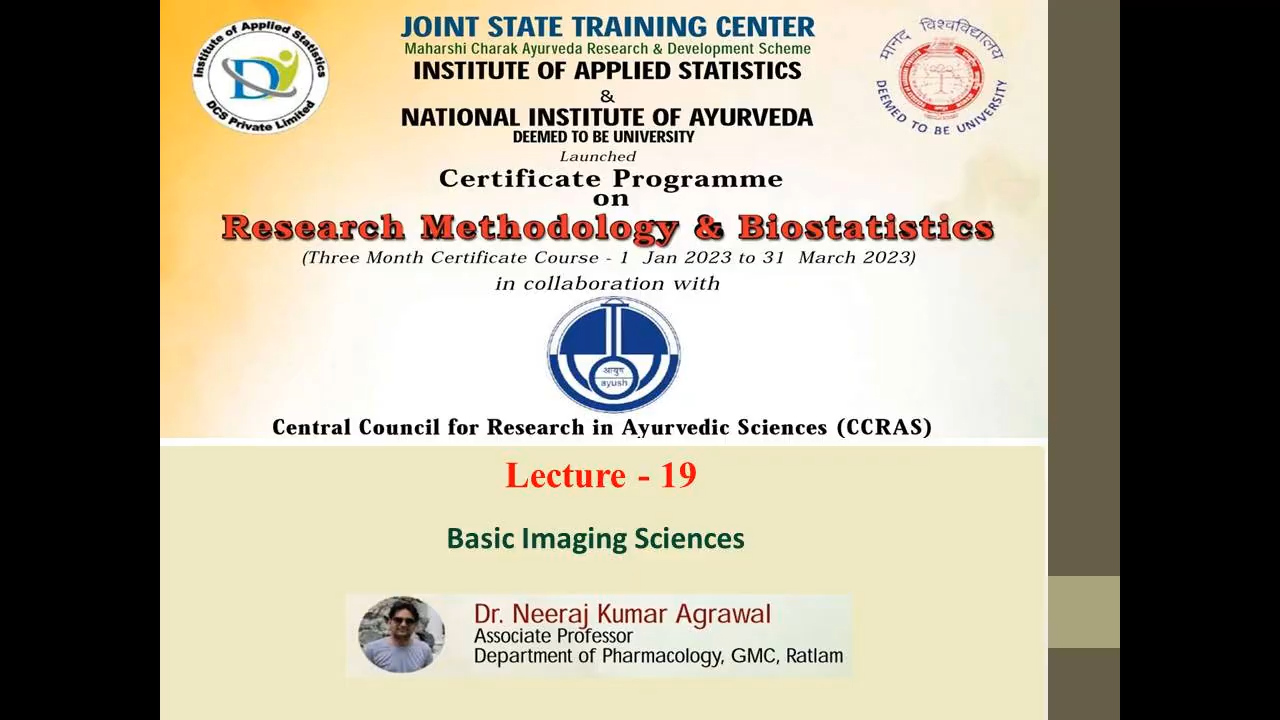 Institute of Applied Statistics
DCS Private Limited
JOINT STATE TRAINING CENTER
Maharshi Charak Ayurveda Research & Development Scheme
INSTITUTE OF APPLIED STATISTICS
&
NATIONAL INSTITUTE OF AYURVEDA
DEEMED TO BE UNIVERSITY
मानद विश्वविद्यालय
DEEMED TO BE UNIVERSITY
Launched
Certificate Programme
on
Research Methodology & Biostatistics
(Three Month Certificate Course - 1 Jan 2023 to 31 March 2023)
in collaboration with
आयुष
ayush
Central Council for Research in Ayurvedic Sciences (CCRAS)
Lecture - 19
Basic Imaging Sciences
Dr. Neeraj Kumar Agrawal
Associate Professor
Department of Pharmacology, GMC, Ratlam